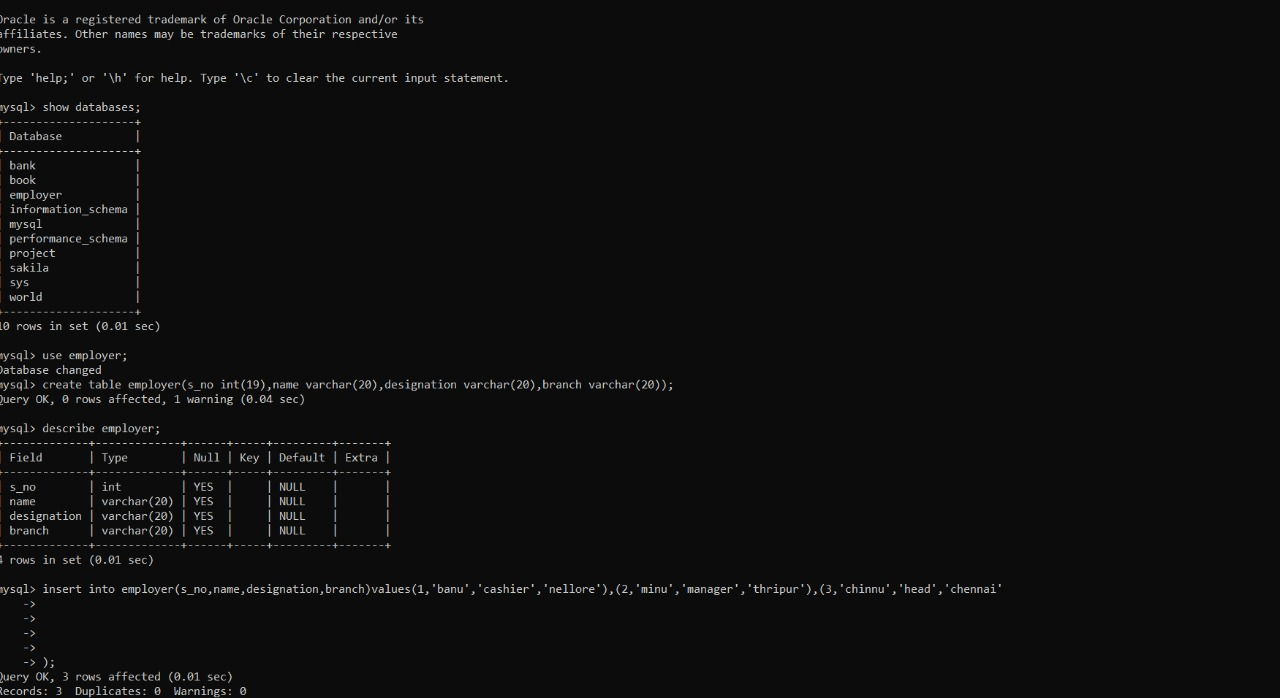 Oracle is a registered trademark of Oracle Corporation and/or its
affiliates. Other names may be trademarks of their respective
owners.
Type 'help;' or '\h' for help. Type '\c' to clear the current input statement.
mysql> show databases;
+--------------------+
| Database           |
+--------------------+
| bank               |
| book               |
| employer           |
| information_schema |
| mysql              |
| performance_schema |
| project            |
| sakila             |
| sys                |
| world              |
+--------------------+
10 rows in set (0.01 sec)
mysql> use employer;
Database changed
mysql> create table employer(s_no int(19),name varchar(20),designation varchar(20),branch varchar(20));
Query OK, 0 rows affected, 1 warning (0.04 sec)
mysql> describe employer;
+-------------+-------------+------+-----+---------+-------+
| Field       | Type        | Null | Key | Default | Extra |
+-------------+-------------+------+-----+---------+-------+
| s_no        | int         | YES  |     | NULL    |       |
| name        | varchar(20) | YES  |     | NULL    |       |
| designation | varchar(20) | YES  |     | NULL    |       |
| branch      | varchar(20) | YES  |     | NULL    |       |
+-------------+-------------+------+-----+---------+-------+
4 rows in set (0.01 sec)
mysql> insert into employer(s_no,name,designation,branch)values(1,'banu','cashier','nellore'),(2,'minu','manager','thripur'),(3,'chinnu','head','chennai'
    ->
    ->
    ->
    ->
    -> );
Query OK, 3 rows affected (0.01 sec)
Records: 3  Duplicates: 0  Warnings: 0